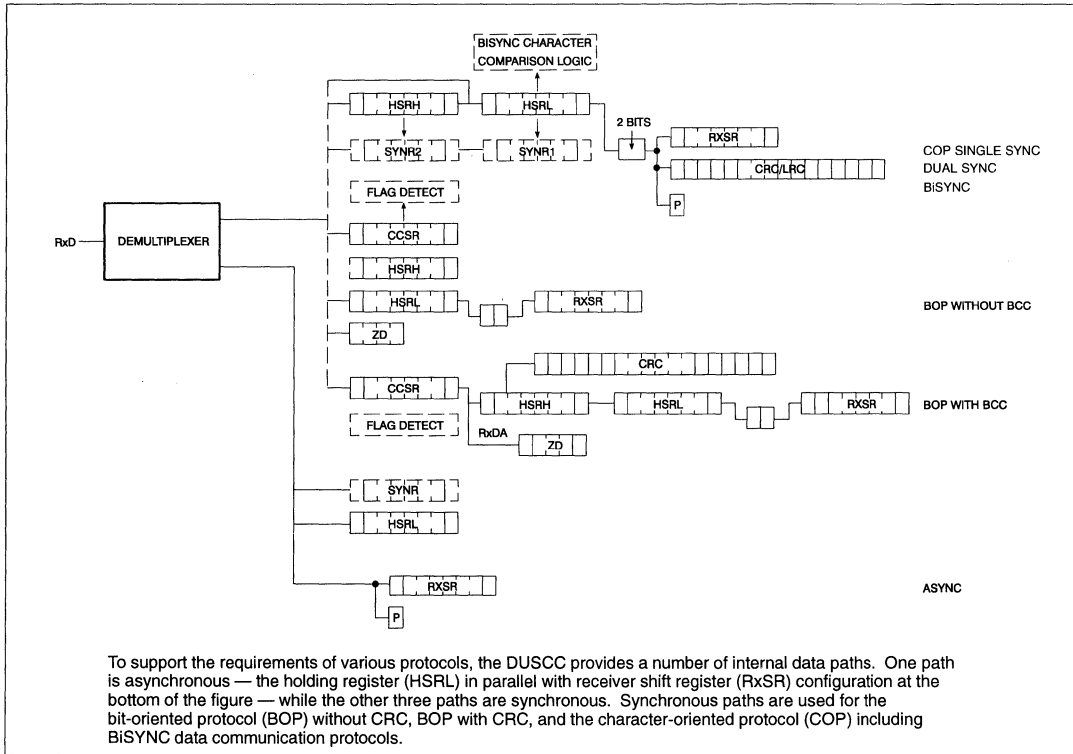 BISYNC CHARACTER
COMPARISON LOGIC
HSRH
HSRL
2 BITS
RXSR
SYNR2
SYNR1
COP SINGLE SYNC
CRC/LRC
DUAL SYNC
BiSYNC
FLAG DETECT
P
CCSR
RxD
DEMULTIPLEXER
HSRH
HSRL
RXSR
BOP WITHOUT BCC
ZD
CRC
CCSR
HSRH
HSRL
RXSR
BOP WITH BCC
FLAG DETECT
RxDA
ZD
SYNR
HSRL
RXSR
ASYNC
P
To support the requirements of various protocols, the DUSCC provides a number of internal data paths. One path
is asynchronous — the holding register (HSRL) in parallel with receiver shift register (RxSR) configuration at the
bottom of the figure — while the other three paths are synchronous. Synchronous paths are used for the
bit-oriented protocol (BOP) without CRC, BOP with CRC, and the character-oriented protocol (COP) including
BiSYNC data communication protocols.